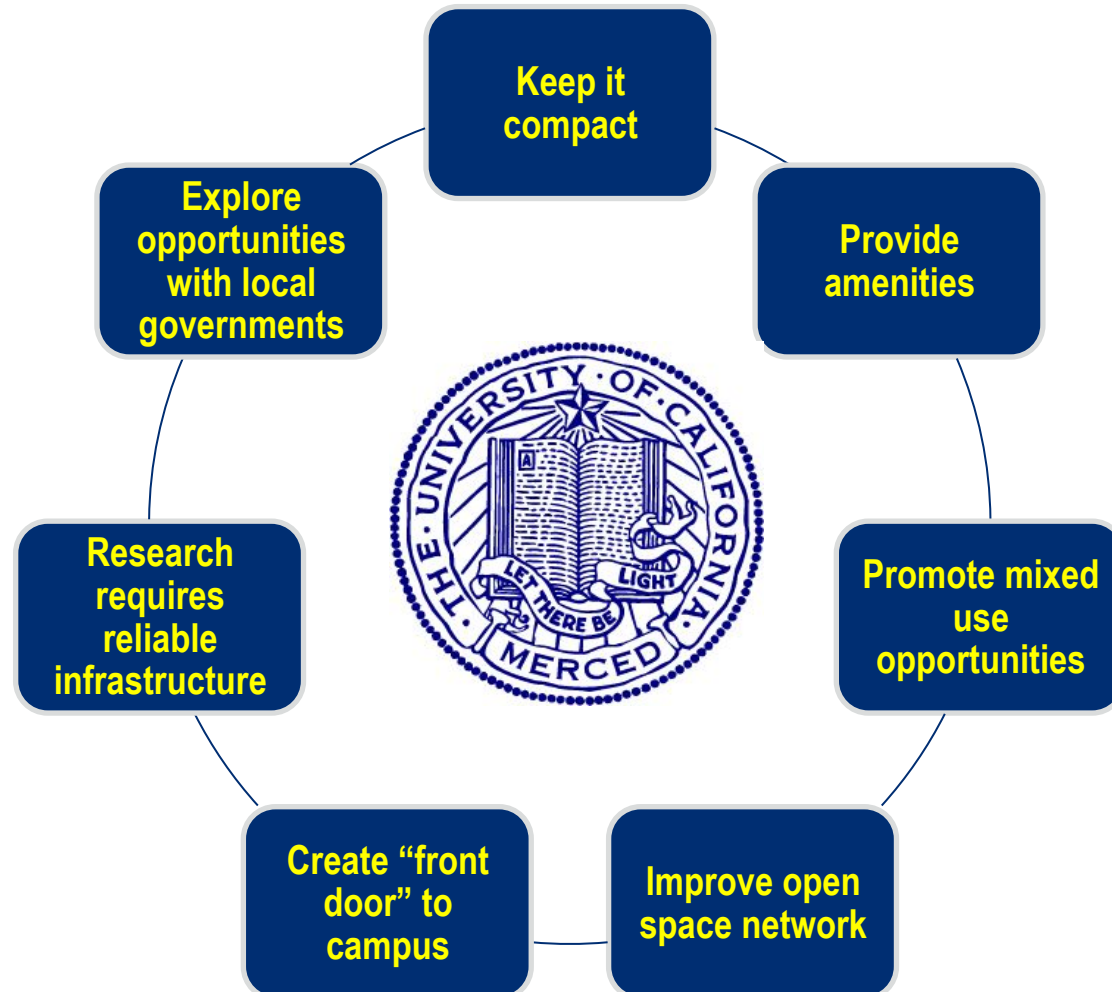 Keep it
compact
Provide
amenities
Promote mixed
use
opportunities
Improve open
space network
Create “front
door” to
campus
Research
requires
reliable
infrastructure
Explore
opportunities
with local
governments
THE · UNIVERSITY · OF · CALIFORNIA ·
A
LET THERE BE
LIGHT
MERCED